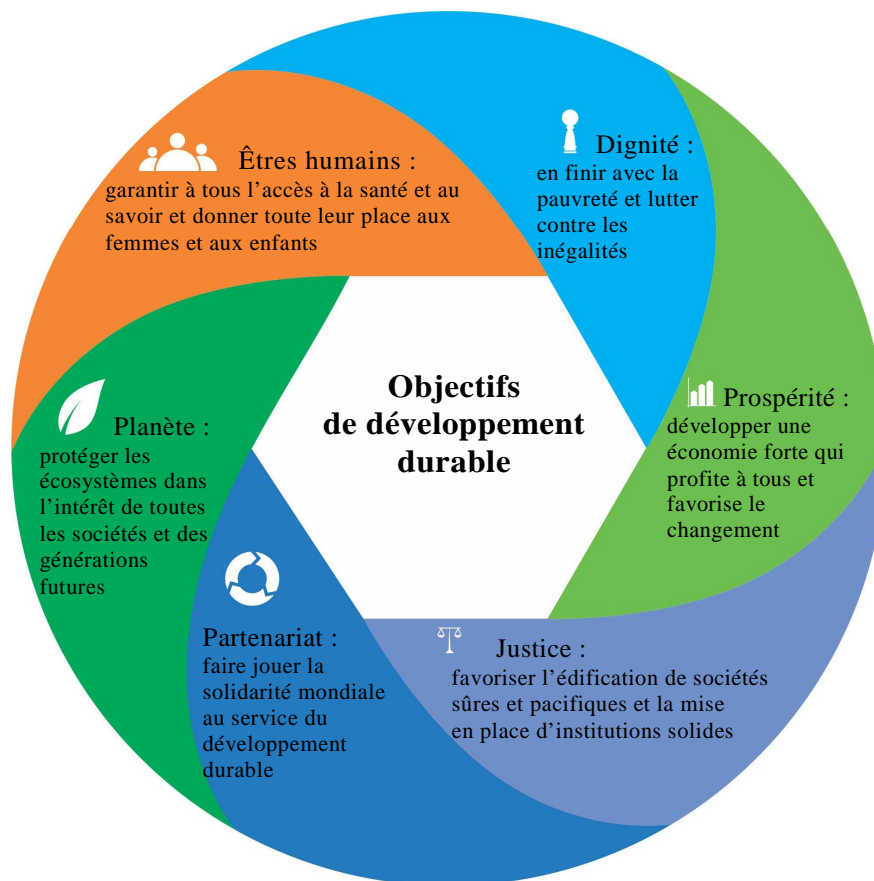 Objectifs
de développement
durable
Dignité :
en finir avec la
pauvreté et lutter
contre les
inégalités
Prospérité :
développer une
économie forte qui
profite à tous et
favorise le
changement
Justice :
favoriser l’édification de sociétés
sûres et pacifiques et la mise
en place d’institutions solides
Partenariat :
faire jouer la
solidarité mondiale
au service du
développement
durable
Planète :
protéger les
écosystèmes dans
l’intérêt de toutes
les sociétés et des
générations
futures
Êtres humains :
garantir à tous l’accès à la santé et au
savoir et donner toute leur place aux
femmes et aux enfants